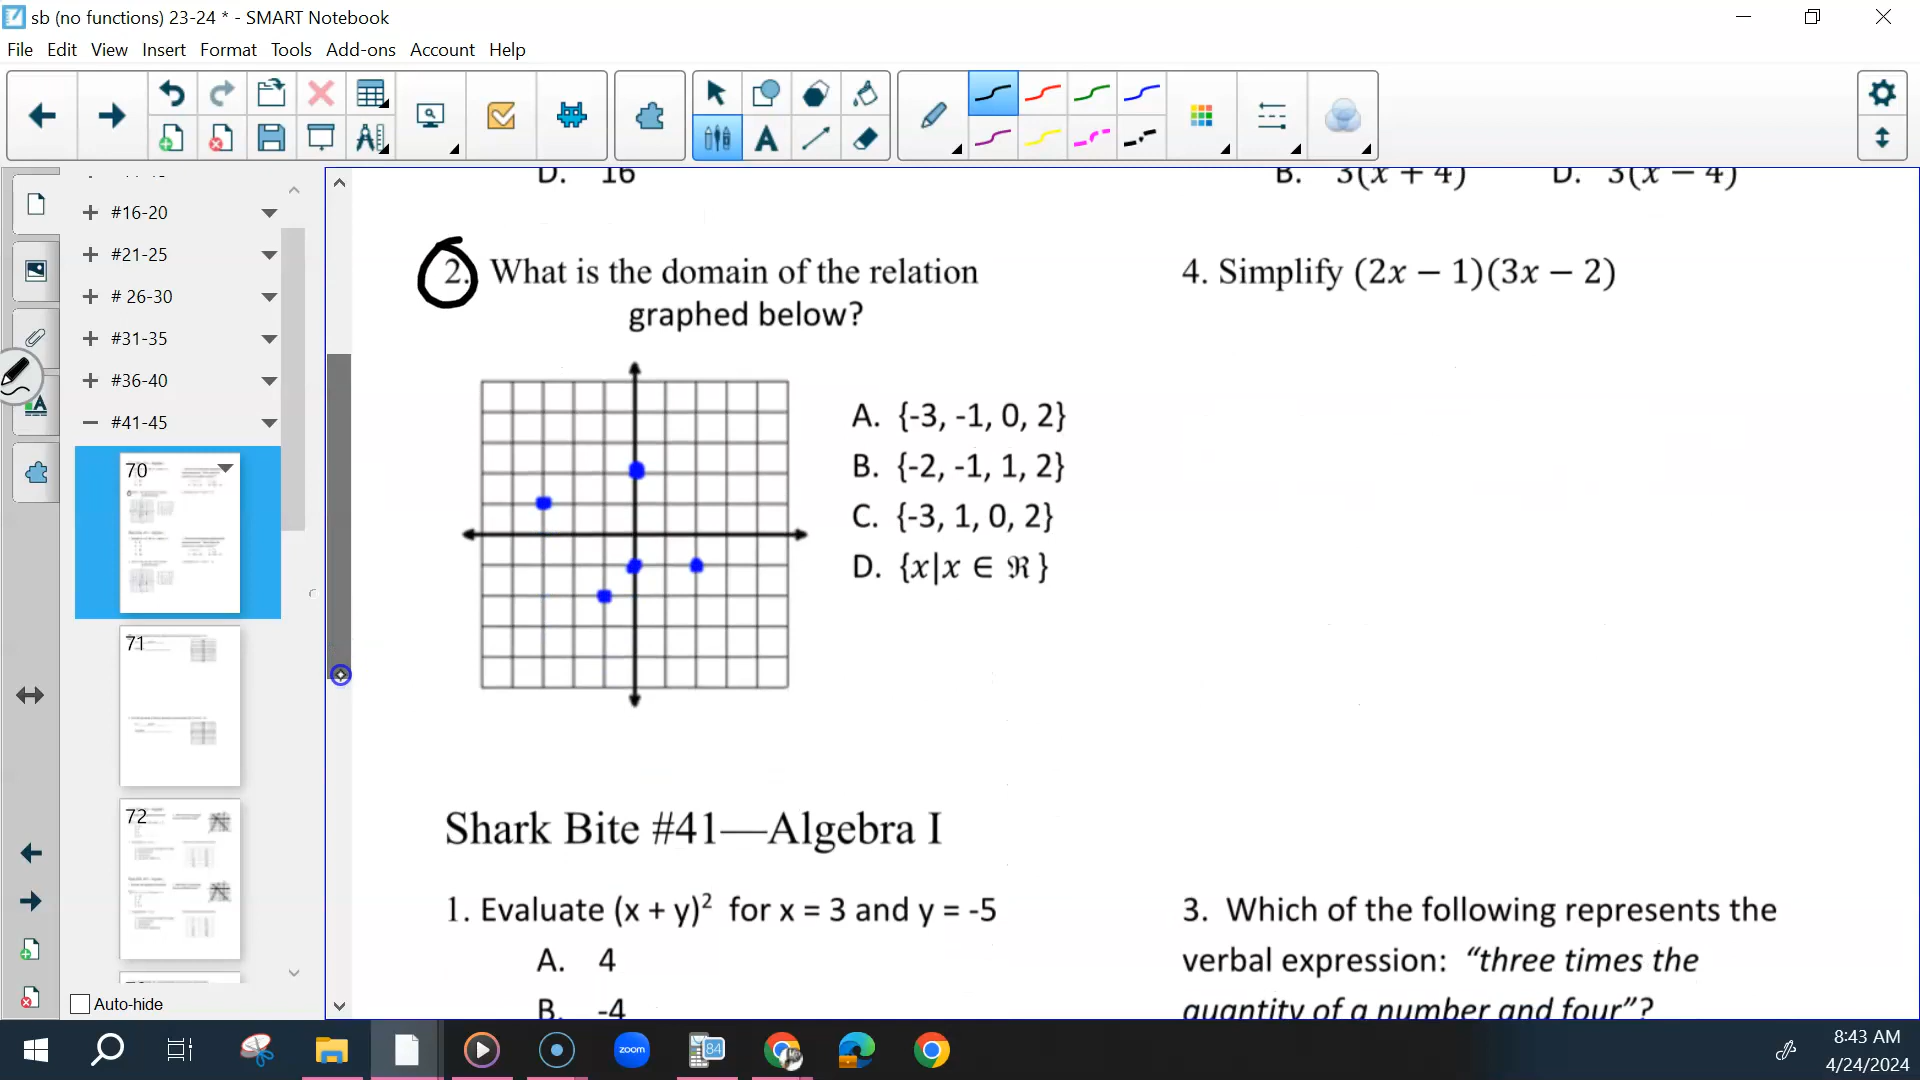 sb (no functions) 23-24 * - SMART Notebook
File Edit View Insert Format Tools Add-ons Account Help
#16-20
#21-25
# 26-30
#31-35
#36-40
#41-45
70
71
72
Auto-hide
D. 16
B. 3(x + 4) D. 3(x − 4)
2. What is the domain of the relation
graphed below?
A. {-3, -1, 0, 2}
B. {-2, -1, 1, 2}
C. {-3, 1, 0, 2}
D. {x|x ∈ ℜ }
4. Simplify (2x − 1)(3x − 2)
Shark Bite #41—Algebra I
1. Evaluate (x + y)² for x = 3 and y = -5
A. 4
B. -4
3. Which of the following represents the
verbal expression: “three times the
quantity of a number and four”?
zoom
84
8:43 AM
4/24/2024